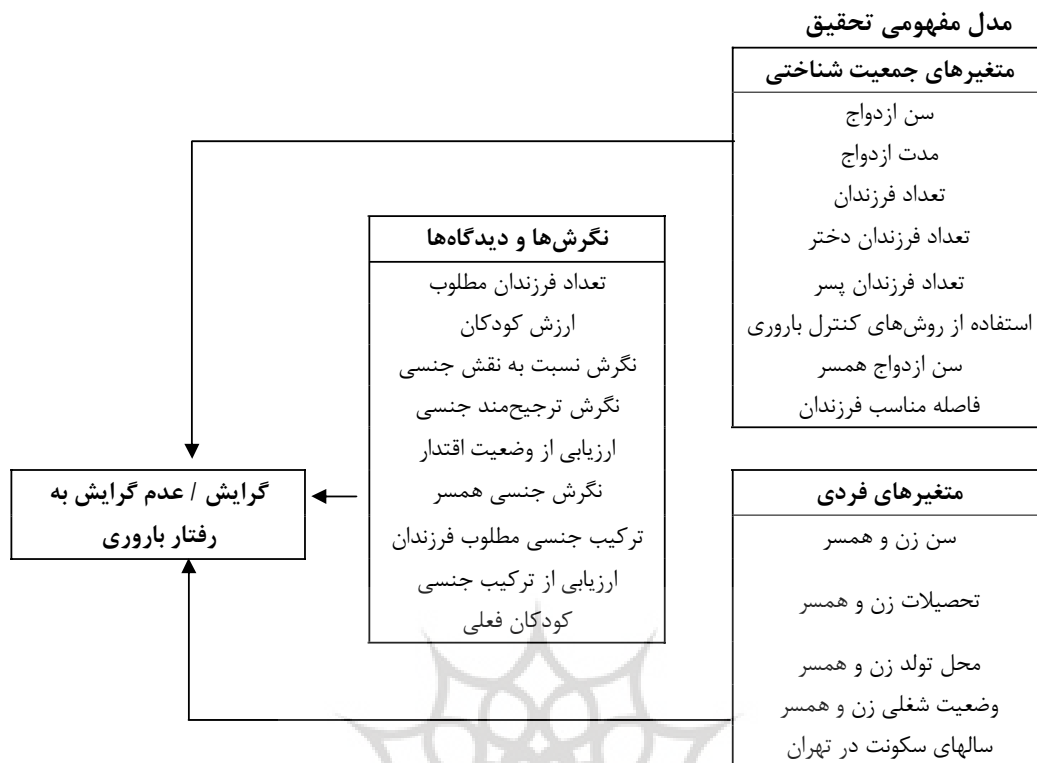 مدل مفهومی تحقیق
متغیرهای جمعیت شناختی
سن ازدواج
مدت ازدواج
تعداد فرزندان
تعداد فرزندان دختر
تعداد فرزندان پسر
استفاده از روش‌های کنترل باروری
سن ازدواج همسر
فاصله مناسب فرزندان
متغیرهای فردی
سن زن و همسر
تحصیلات زن و همسر
محل تولد زن و همسر
وضعیت شغلی زن و همسر
سالهای سکونت در تهران
نگرش‌ها و دیدگاه‌ها
تعداد فرزندان مطلوب
ارزش کودکان
نگرش نسبت به نقش جنسی
نگرش ترجیح‌مند جنسی
ارزیابی از وضعیت اقتدار
نگرش جنسی همسر
ترکیب جنسی مطلوب فرزندان
ارزیابی از ترکیب جنسی
کودکان فعلی
گرایش / عدم گرایش به
رفتار باروری